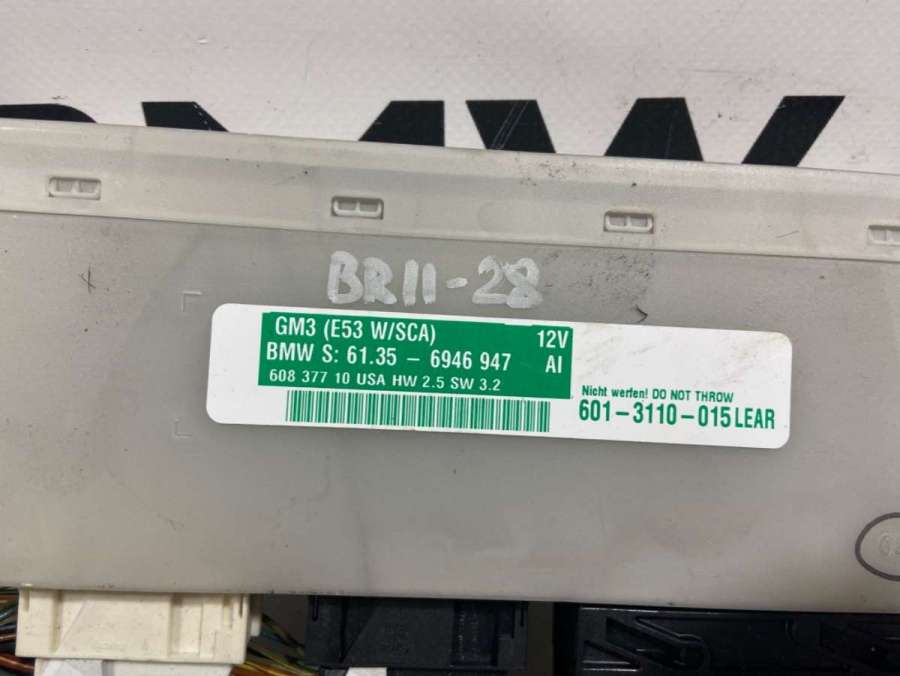 BMW
BR11-28
GM3 (E53 W/SCA) 12V
BMW S: 61.35 - 6946 947 AI
608 377 10 USA HW 2.5 SW 3.2
Nicht werfen! DO NOT THROW
601-3110-015 LEAR